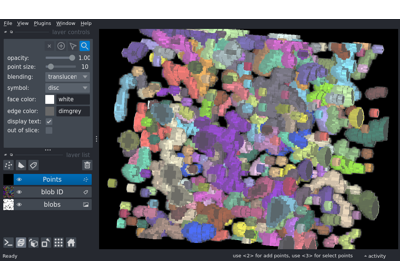 File View Plugins Window Help
layer controls
opacity: 1.00
point size: 10
blending: translucen
symbol: disc
face color: white
edge color: dimgrey
display text:
out of slice:
layer list
Points
blob ID
blobs
Ready
use <2> for add points, use <3> for select points
activity